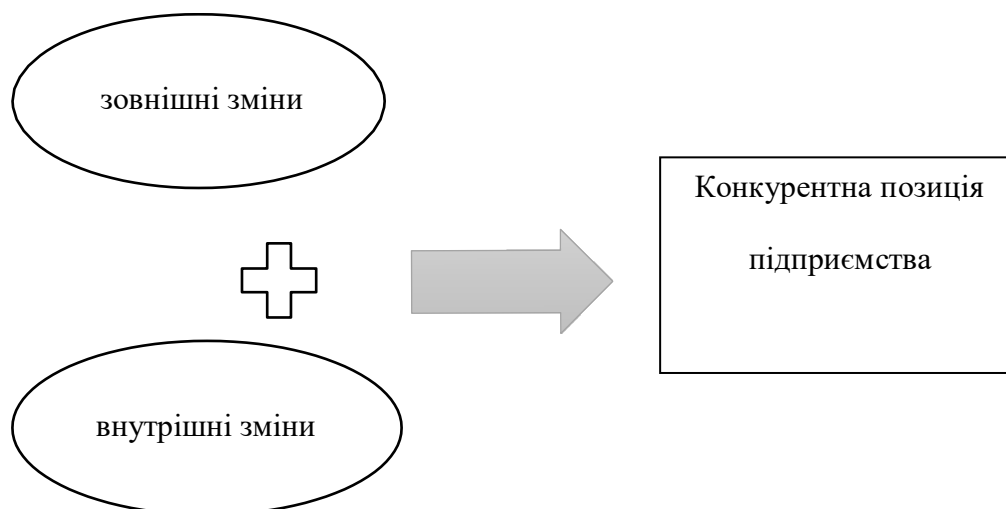 зовнішні зміни
Конкурентна позиція
підприємства
внутрішні зміни